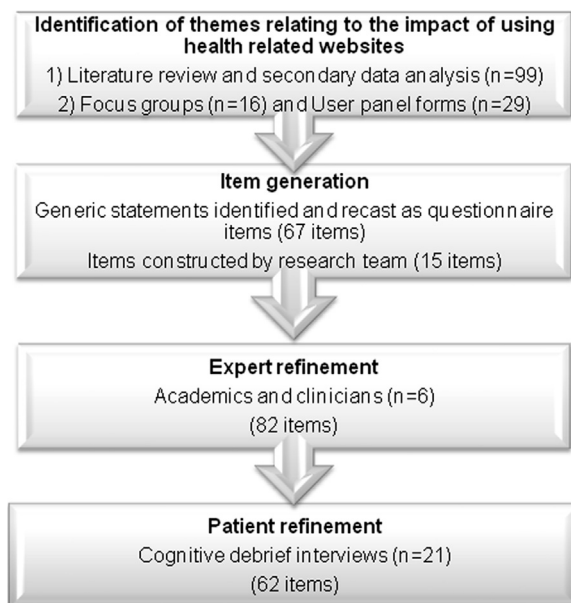 Identification of themes relating to the impact of using
health related websites
1) Literature review and secondary data analysis (n=99)
2) Focus groups (n=16) and User panel forms (n=29)
Item generation
Generic statements identified and recast as questionnaire
items (67 items)
Items constructed by research team (15 items)
Expert refinement
Academics and clinicians (n=6)
(82 items)
Patient refinement
Cognitive debrief interviews (n=21)
(62 items)